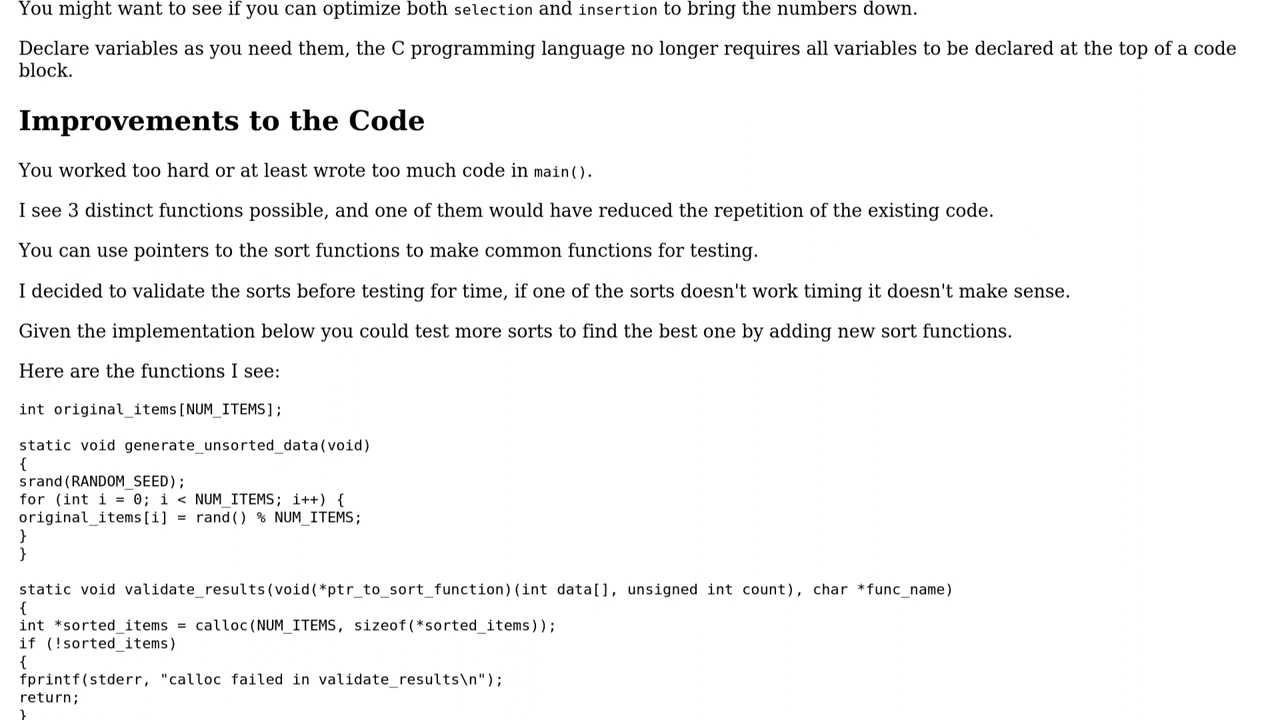 You might want to see if you can optimize both selection and insertion to bring the numbers down.
Declare variables as you need them, the C programming language no longer requires all variables to be declared at the top of a code
block.
Improvements to the Code
You worked too hard or at least wrote too much code in main().
I see 3 distinct functions possible, and one of them would have reduced the repetition of the existing code.
You can use pointers to the sort functions to make common functions for testing.
I decided to validate the sorts before testing for time, if one of the sorts doesn't work timing it doesn't make sense.
Given the implementation below you could test more sorts to find the best one by adding new sort functions.
Here are the functions I see:
int original_items[NUM_ITEMS];
static void generate_unsorted_data(void)
{
srand(RANDOM_SEED);
for (int i = 0; i < NUM_ITEMS; i++) {
original_items[i] = rand() % NUM_ITEMS;
}
}
static void validate_results(void(*ptr_to_sort_function)(int data[], unsigned int count), char *func_name)
{
int *sorted_items = calloc(NUM_ITEMS, sizeof(*sorted_items));
if (!sorted_items)
{
fprintf(stderr, "calloc failed in validate_results\n");
return;
}